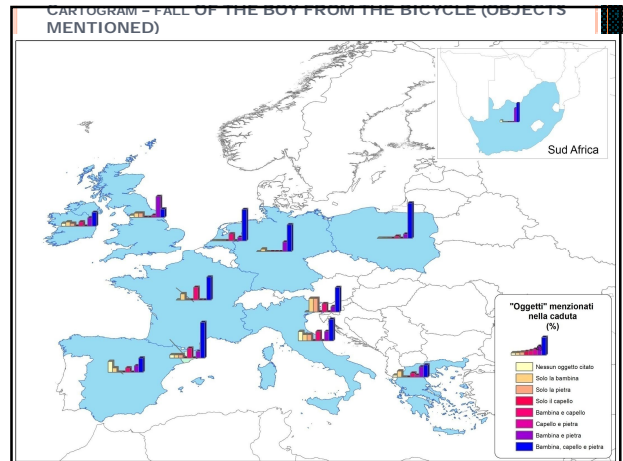 CARTOGRAM – FALL OF THE BOY FROM THE BICYCLE (OBJECTS
MENTIONED)
Sud Africa
"Oggetti" menzionati
nella caduta
(%)
Nessun oggetto citato
Solo la bambina
Solo la pietra
Solo il capello
Bambina e capello
Capello e pietra
Bambina e pietra
Bambina, capello e pietra